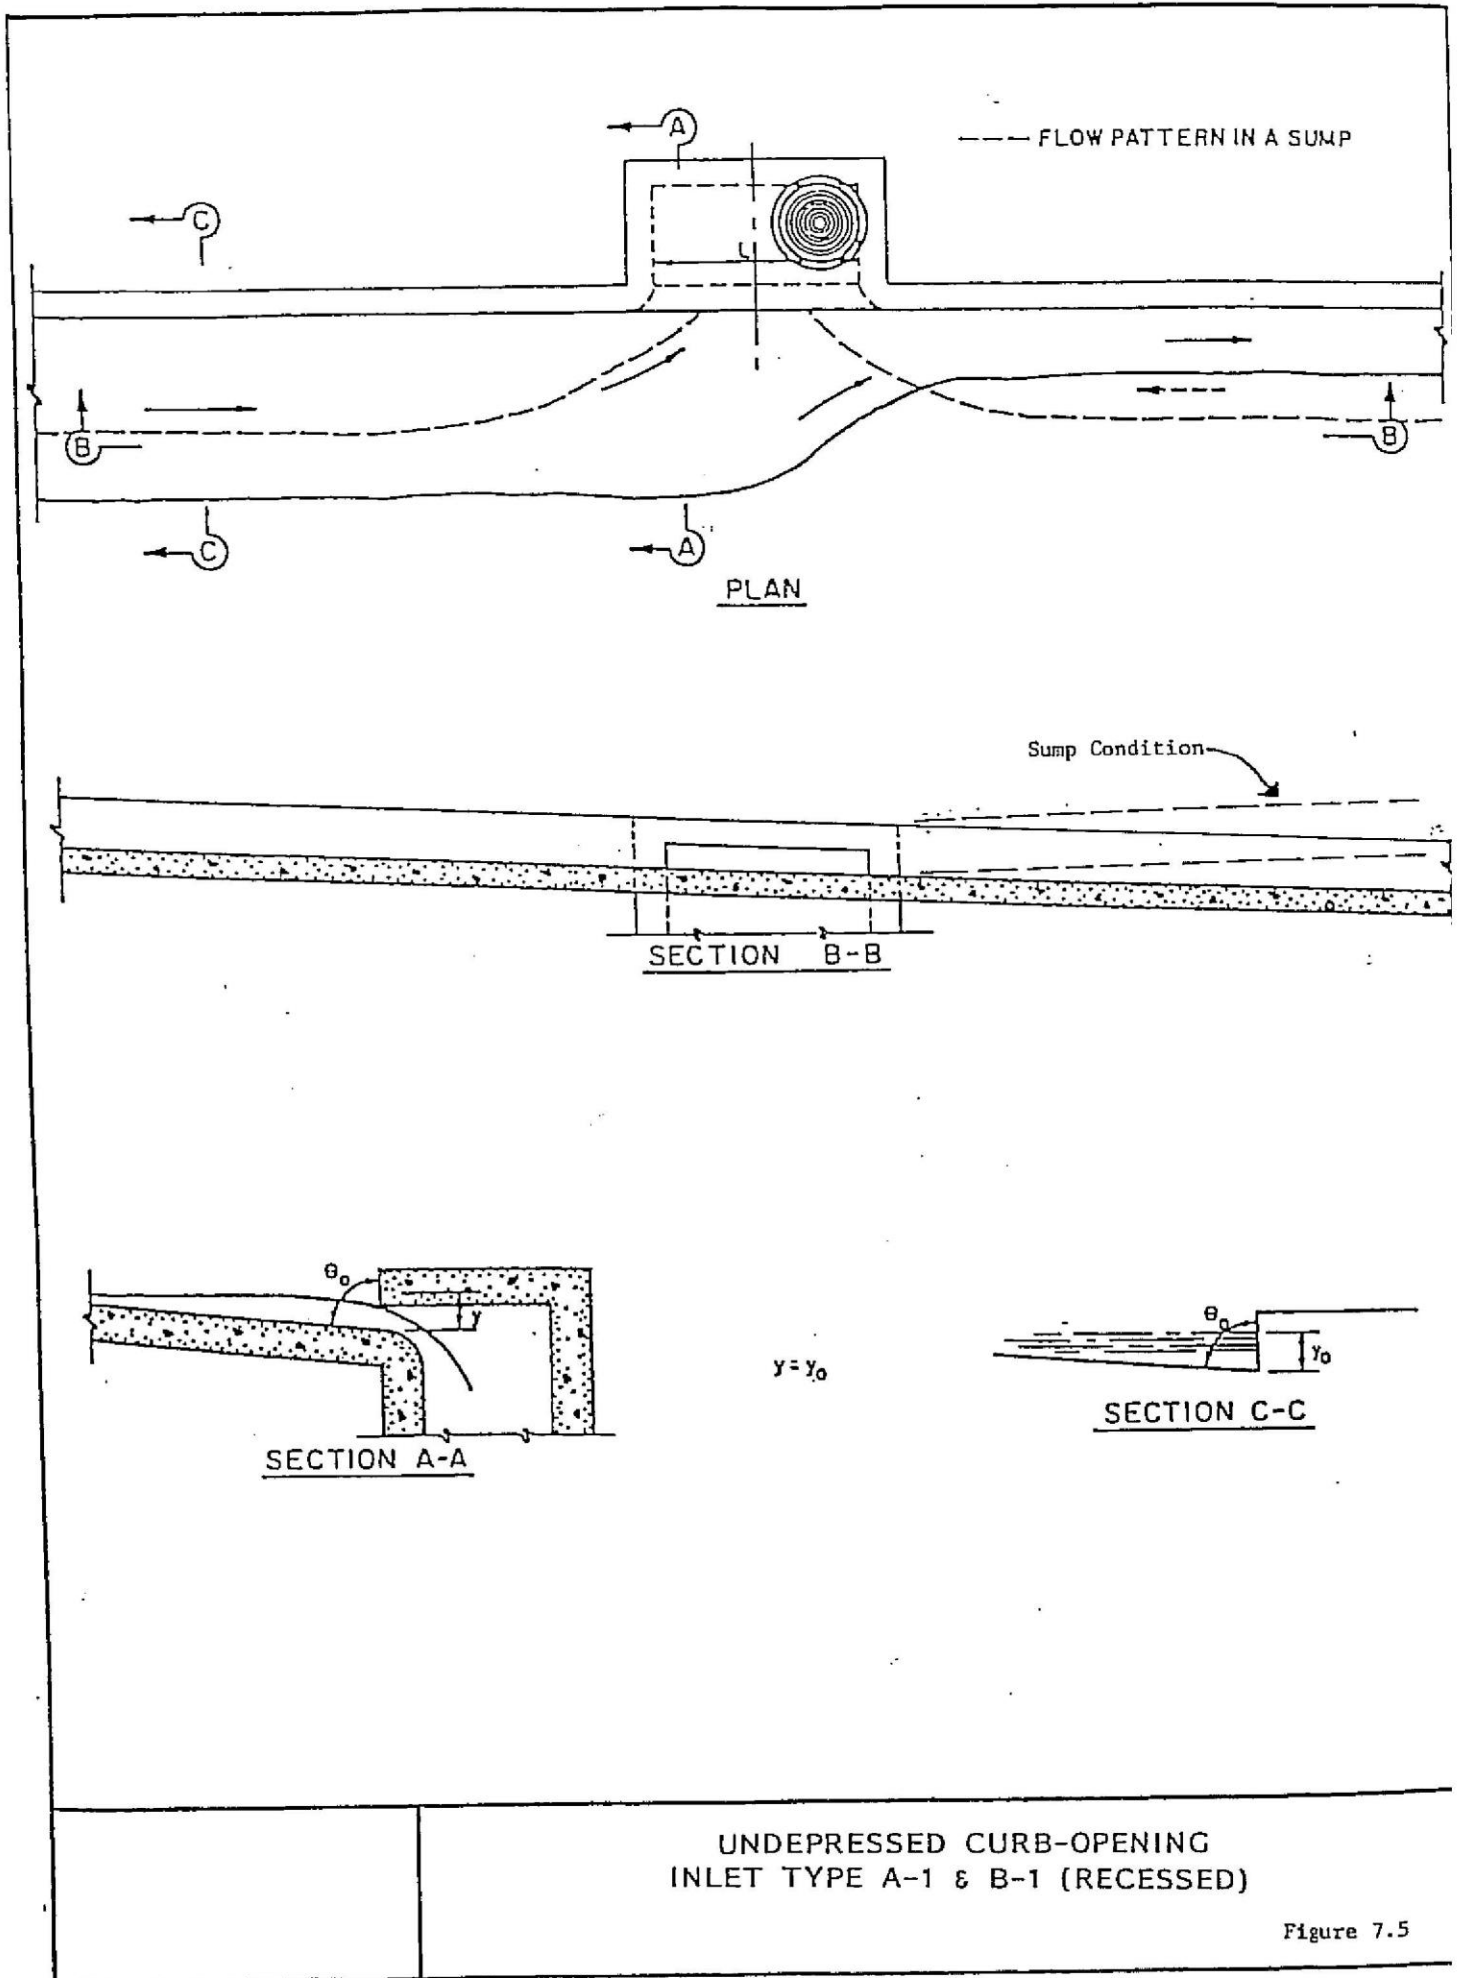 A
---- FLOW PATTERN IN A SUMP
C
L
B
B
C
A
PLAN
Sump Condition
SECTION B-B
θo
y
y = yo
θo
yo
SECTION C-C
SECTION A-A
UNDEPRESSED CURB-OPENING
INLET TYPE A-1 & B-1 (RECESSED)
Figure 7.5